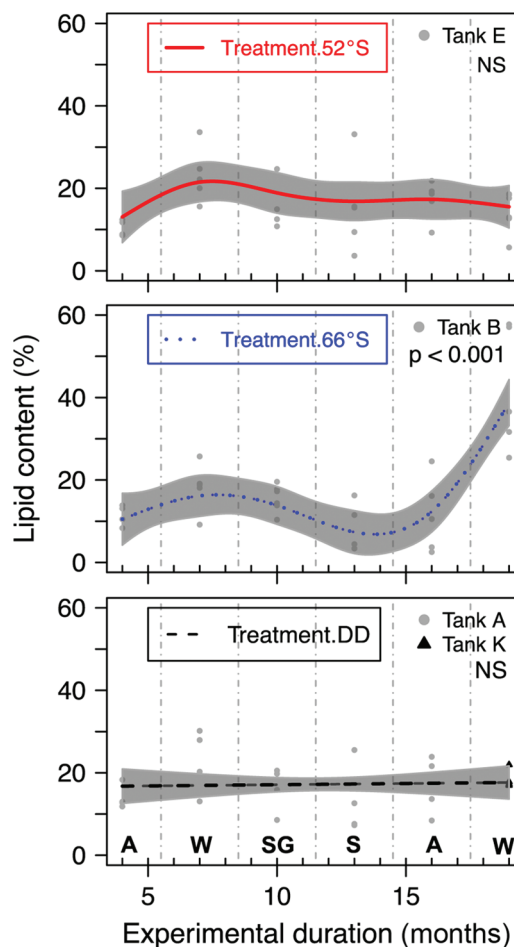 60
40
20
0
Treatment.52°S
Tank E
NS
Lipid content (%)
60
40
20
0
Treatment.66°S
Tank B
p < 0.001
60
40
20
0
Treatment.DD
Tank A
Tank K
NS
A W SG S A W
5 10 15
Experimental duration (months)